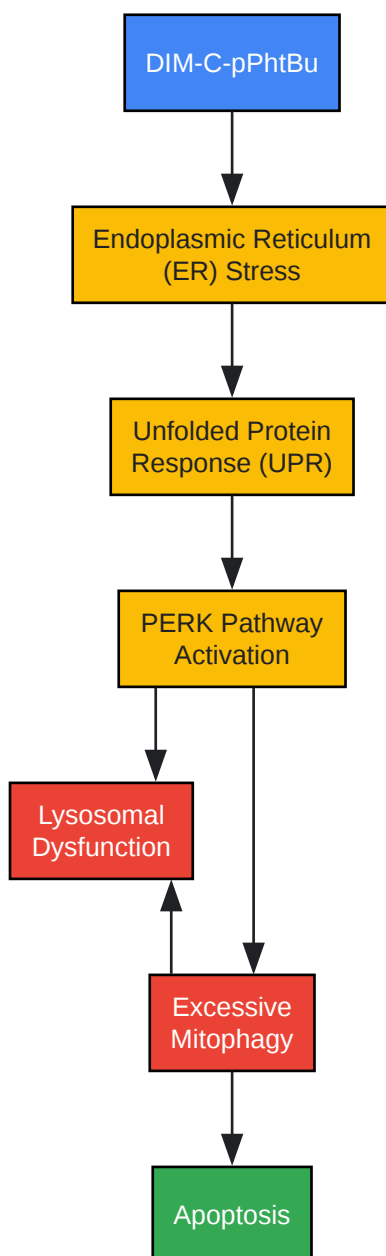 DIM-C-pPhtBu
Endoplasmic Reticulum
(ER) Stress
Unfolded Protein
Response (UPR)
PERK Pathway
Activation
Lysosomal
Dysfunction
Excessive
Mitophagy
Apoptosis